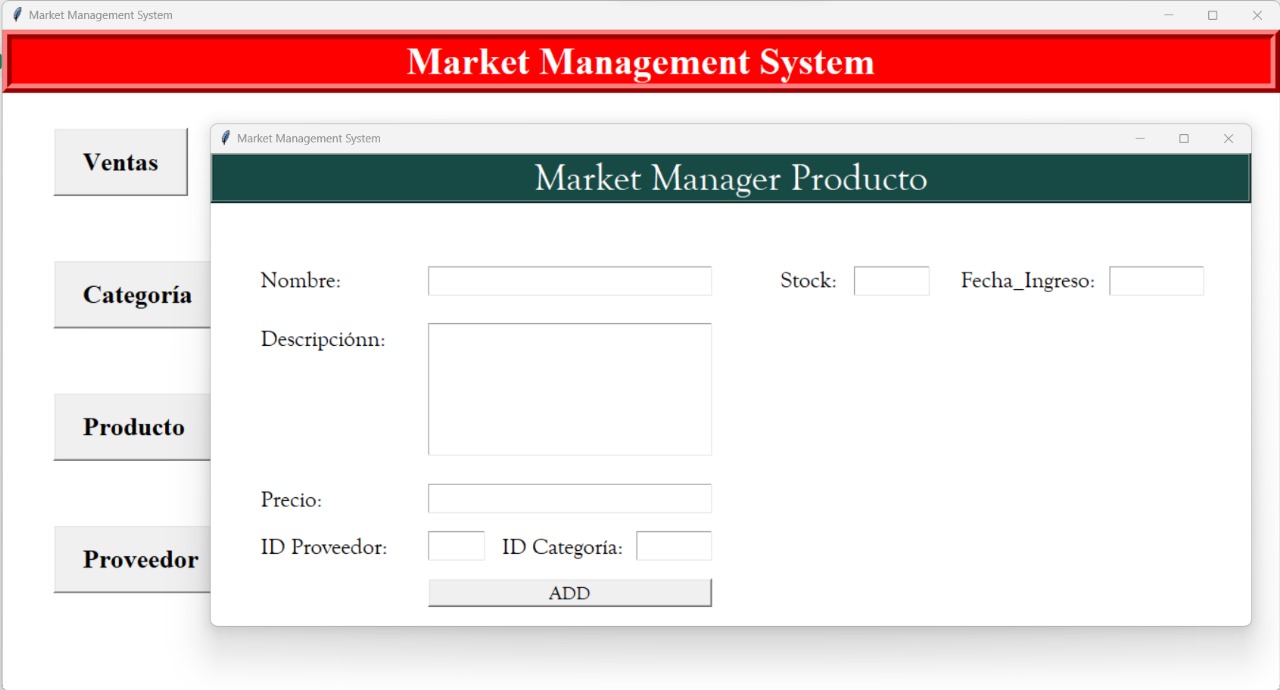 Market Management System
Market Management System
Ventas
Market Management System
Market Manager Producto
Nombre: Stock: Fecha_Ingreso:
Categoría
Descripciónn:
Producto
Precio:
ID Proveedor: ID Categoría:
Proveedor
ADD